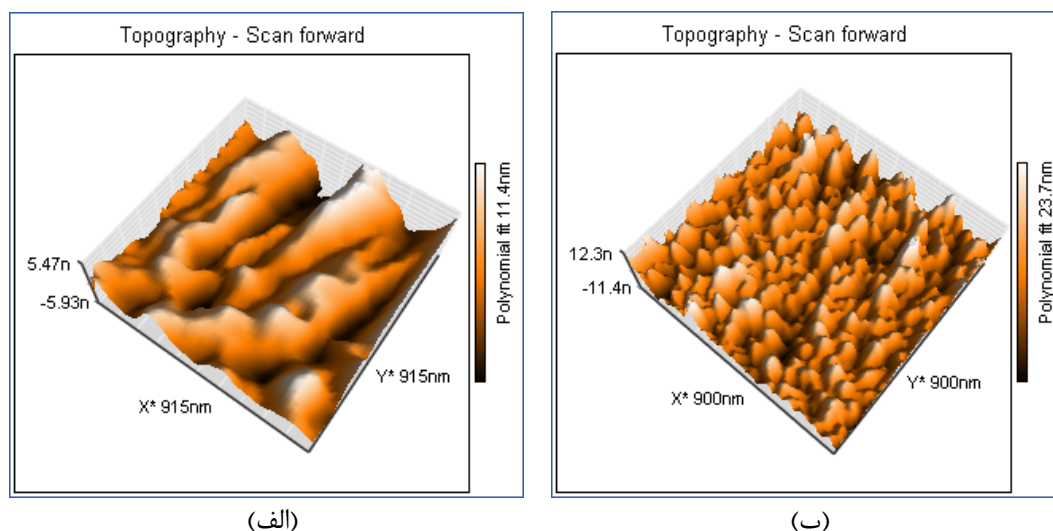 Topography - Scan forward
5.47n
-5.93n
X* 915nm
Y* 915nm
Polynomial fit 11.4nm
(الف)
Topography - Scan forward
12.3n
-11.4n
X* 900nm
Y* 900nm
Polynomial fit 23.7nm
(ب)